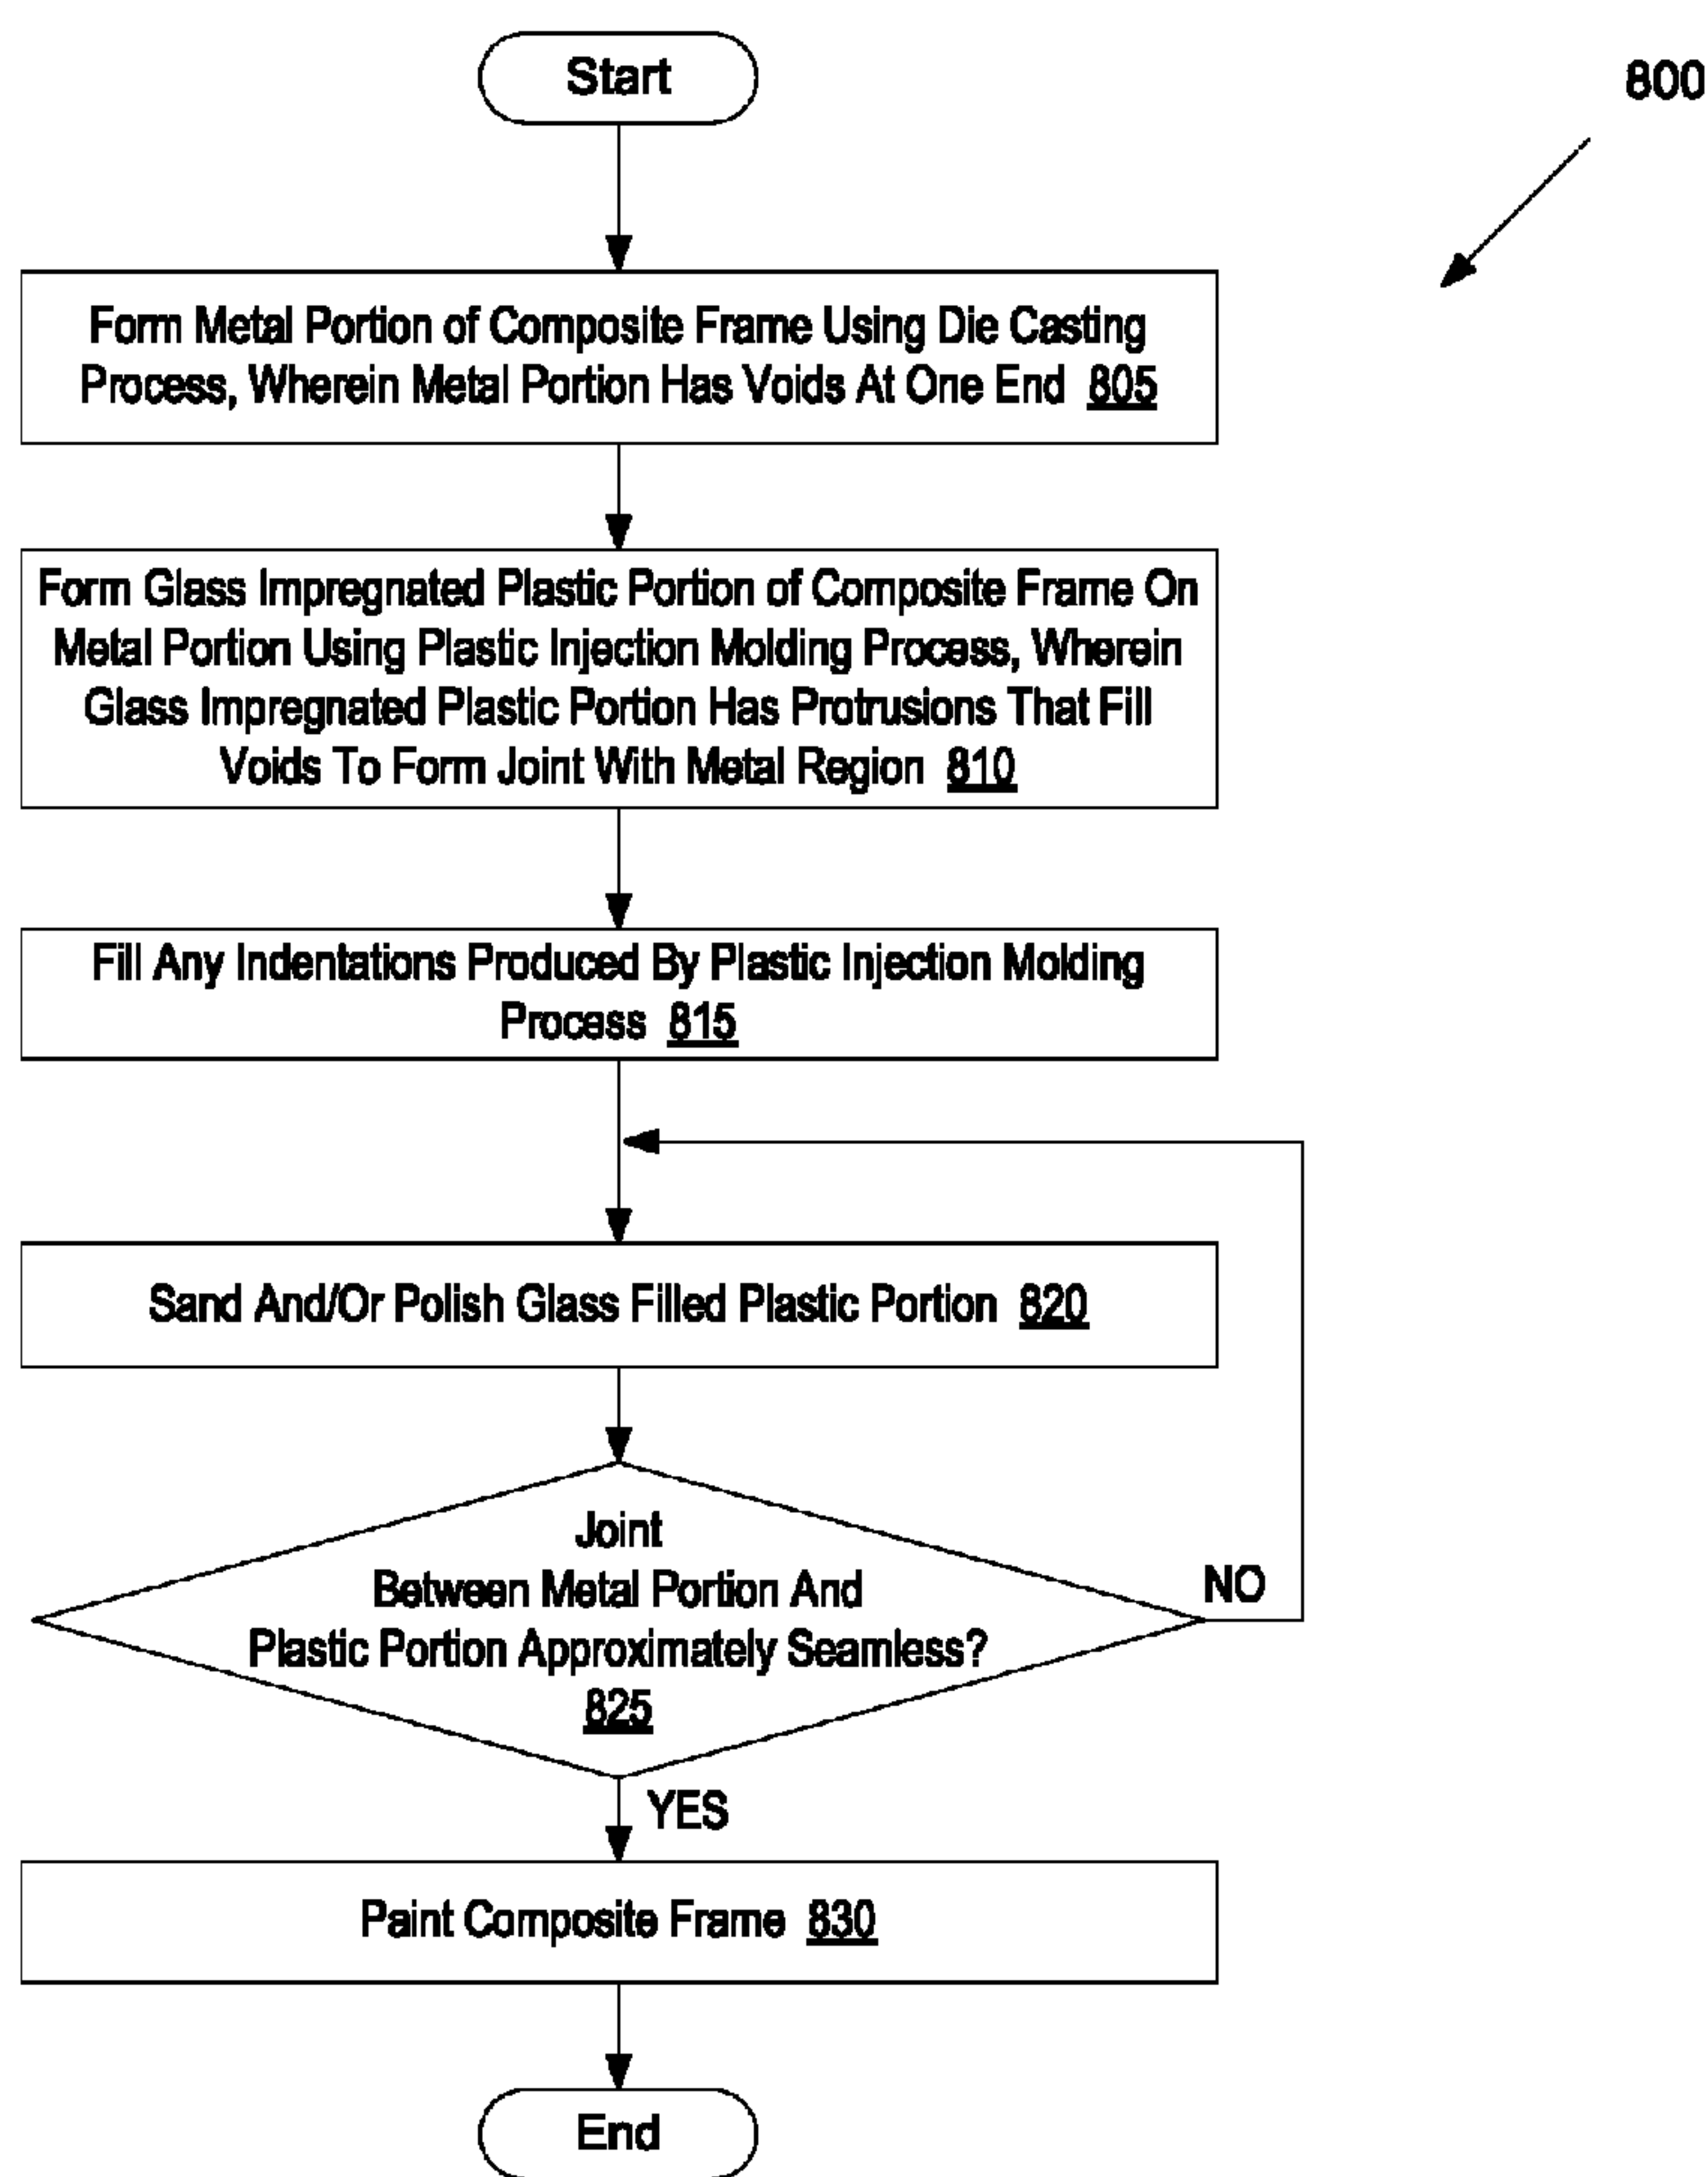 Start
800
Form Metal Portion of Composite Frame Using Die Casting
Process, Wherein Metal Portion Has Voids At One End 805
Form Glass Impregnated Plastic Portion of Composite Frame On
Metal Portion Using Plastic Injection Molding Process, Wherein
Glass Impregnated Plastic Portion Has Protrusions That Fill
Voids To Form Joint With Metal Region 810
Fill Any Indentations Produced By Plastic Injection Molding
Process 815
Sand And/Or Polish Glass Filled Plastic Portion 820
Joint
Between Metal Portion And
Plastic Portion Approximately Seamless?
825
NO
YES
Paint Composite Frame 830
End